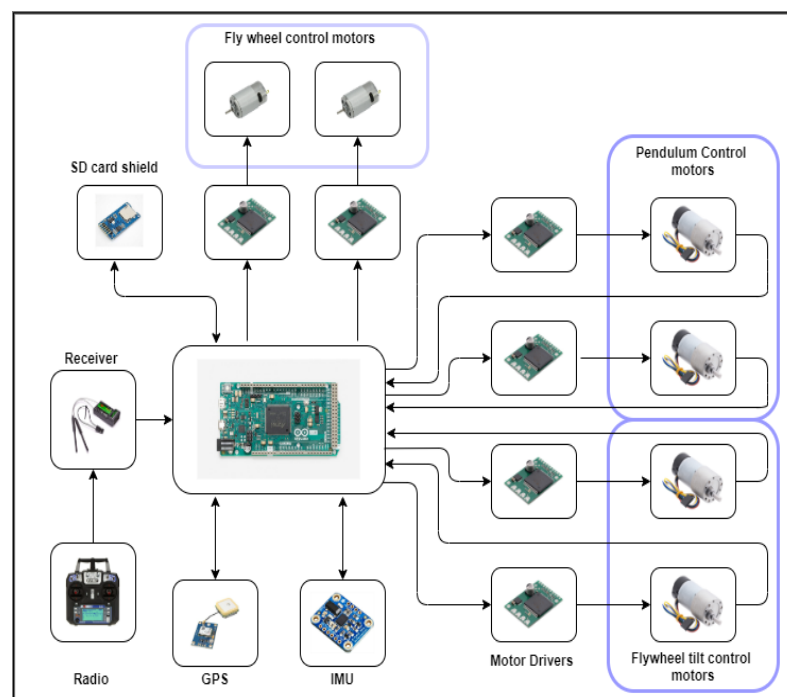 Fly wheel control motors
SD card shield
Pendulum Control
motors
Receiver
Radio
GPS
IMU
Motor Drivers
Flywheel tilt control
motors